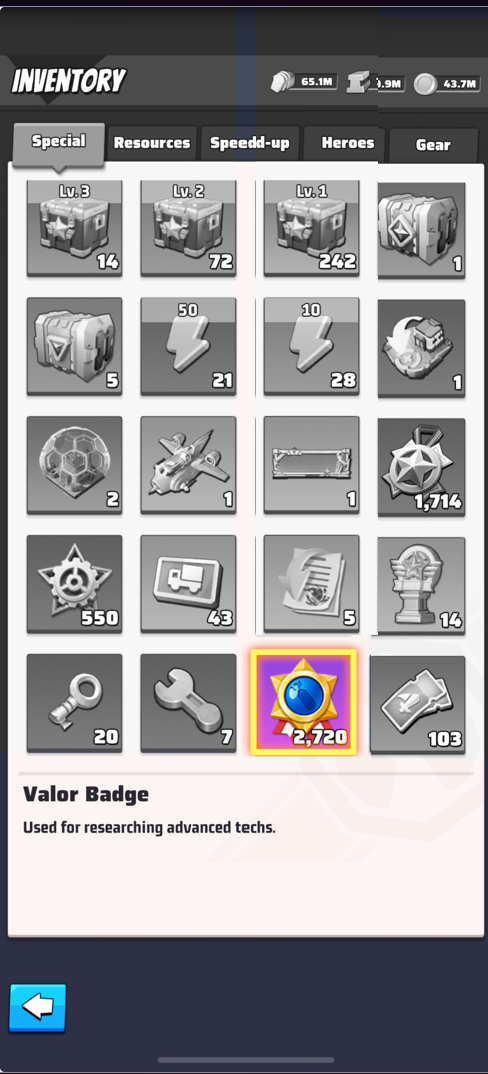 INVENTORY
65.1M
.9M
43.7M
Special
Resources
Speedd-up
Heroes
Gear
Lv. 3
14
Lv. 2
72
Lv. 1
242
1
5
50
21
10
28
1
2
1
1
1,714
550
43
5
14
20
7
2,720
103
Valor Badge
Used for researching advanced techs.